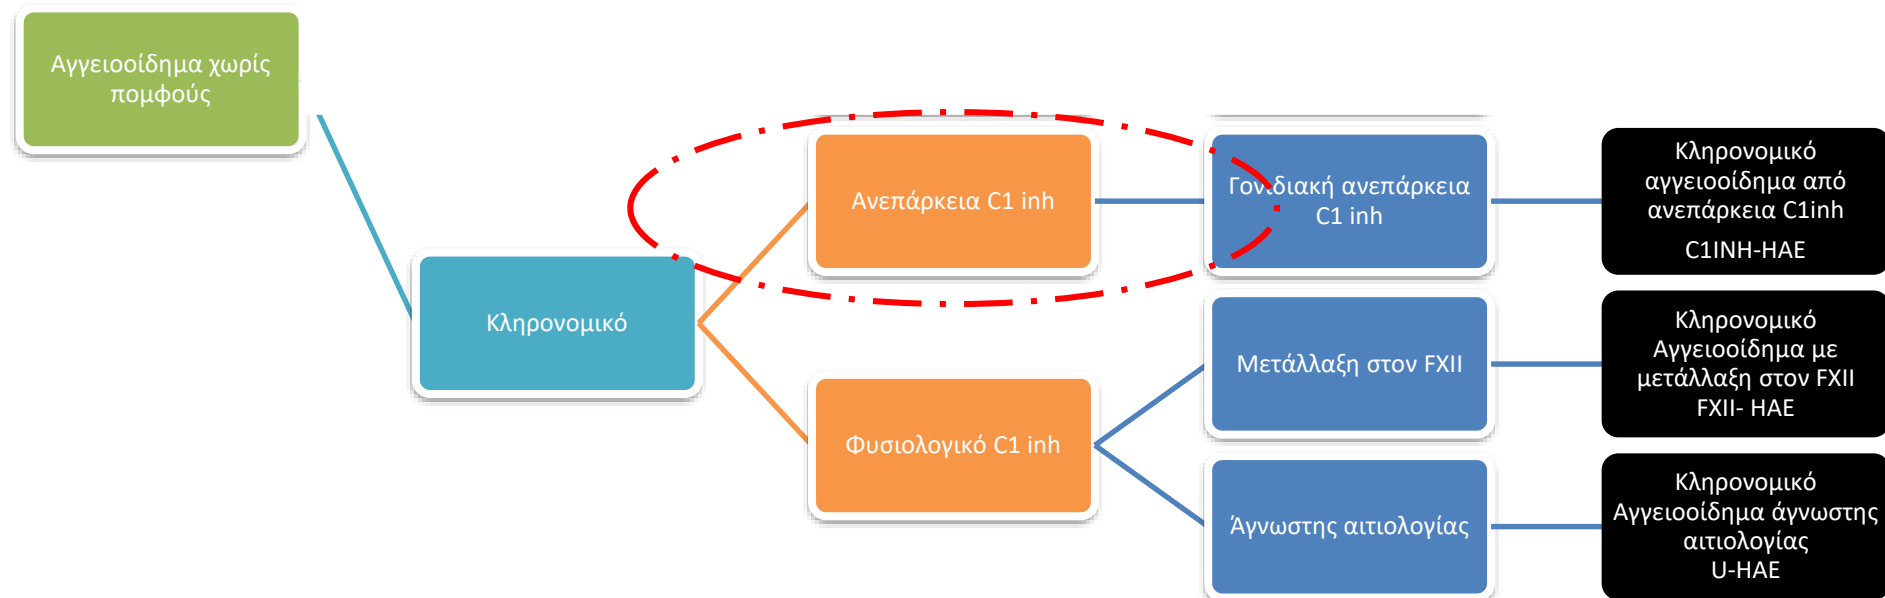 Αγγειοοίδημα χωρίς
πομφούς
Κληρονομικό
Ανεπάρκεια C1 inh
Φυσιολογικό C1 inh
Γονιδιακή ανεπάρκεια
C1 inh
Μετάλλαξη στον FXII
Άγνωστης αιτιολογίας
Κληρονομικό
αγγειοοίδημα από
ανεπάρκεια C1inh
C1INH-HAE
Κληρονομικό
Αγγειοοίδημα με
μετάλλαξη στον FXII
FXII- HAE
Κληρονομικό
Αγγειοοίδημα άγνωστης
αιτιολογίας
U-HAE